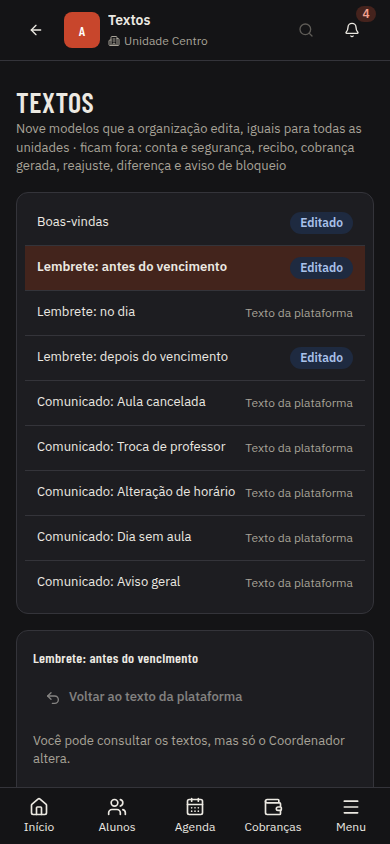 A
Textos
Unidade Centro
4
TEXTOS
Nove modelos que a organização edita, iguais para todas as
unidades · ficam fora: conta e segurança, recibo, cobrança
gerada, reajuste, diferença e aviso de bloqueio
Boas-vindas Editado
Lembrete: antes do vencimento Editado
Lembrete: no dia Texto da plataforma
Lembrete: depois do vencimento Editado
Comunicado: Aula cancelada Texto da plataforma
Comunicado: Troca de professor Texto da plataforma
Comunicado: Alteração de horário Texto da plataforma
Comunicado: Dia sem aula Texto da plataforma
Comunicado: Aviso geral Texto da plataforma
Lembrete: antes do vencimento
Voltar ao texto da plataforma
Você pode consultar os textos, mas só o Coordenador
altera.
Início Alunos Agenda Cobranças Menu